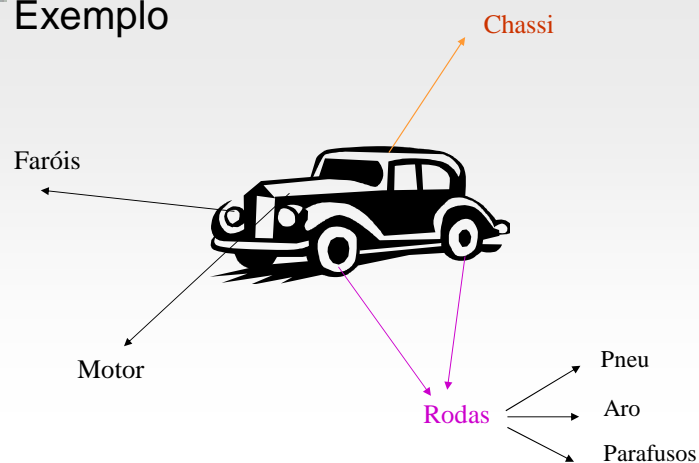 Exemplo
Chassi
Faróis
Motor
Rodas
Pneu
Aro
Parafusos